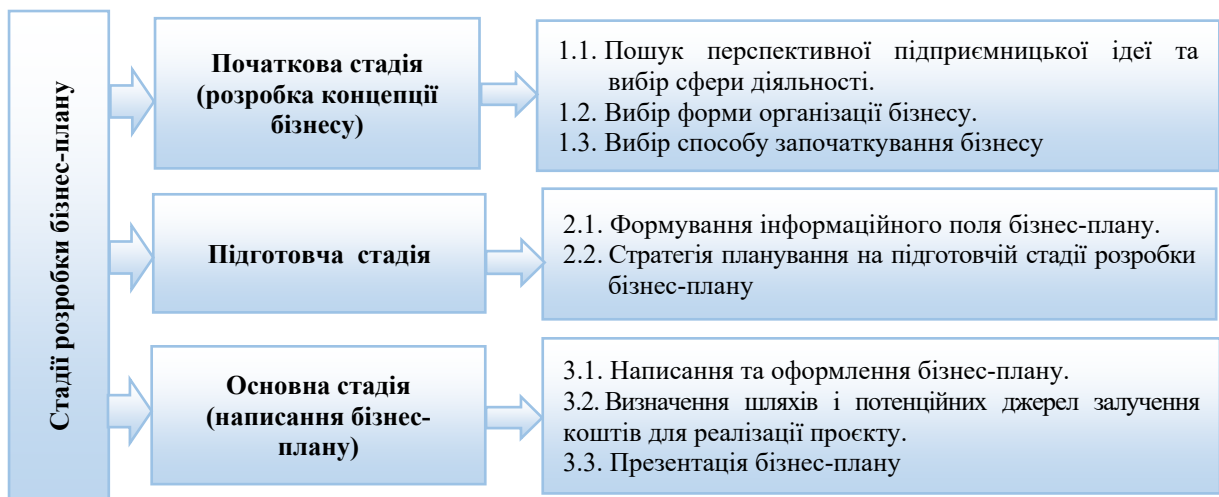 Стадії розробки бізнес-плану
Початкова стадія
(розробка концепції
бізнесу)
1.1. Пошук перспективної підприємницької ідеї та
вибір сфери діяльності.
1.2. Вибір форми організації бізнесу.
1.3. Вибір способу започаткування бізнесу
Підготовча стадія
2.1. Формування інформаційного поля бізнес-плану.
2.2. Стратегія планування на підготовчій стадії розробки
бізнес-плану
Основна стадія
(написання бізнес-
плану)
3.1. Написання та оформлення бізнес-плану.
3.2. Визначення шляхів і потенційних джерел залучення
коштів для реалізації проєкту.
3.3. Презентація бізнес-плану